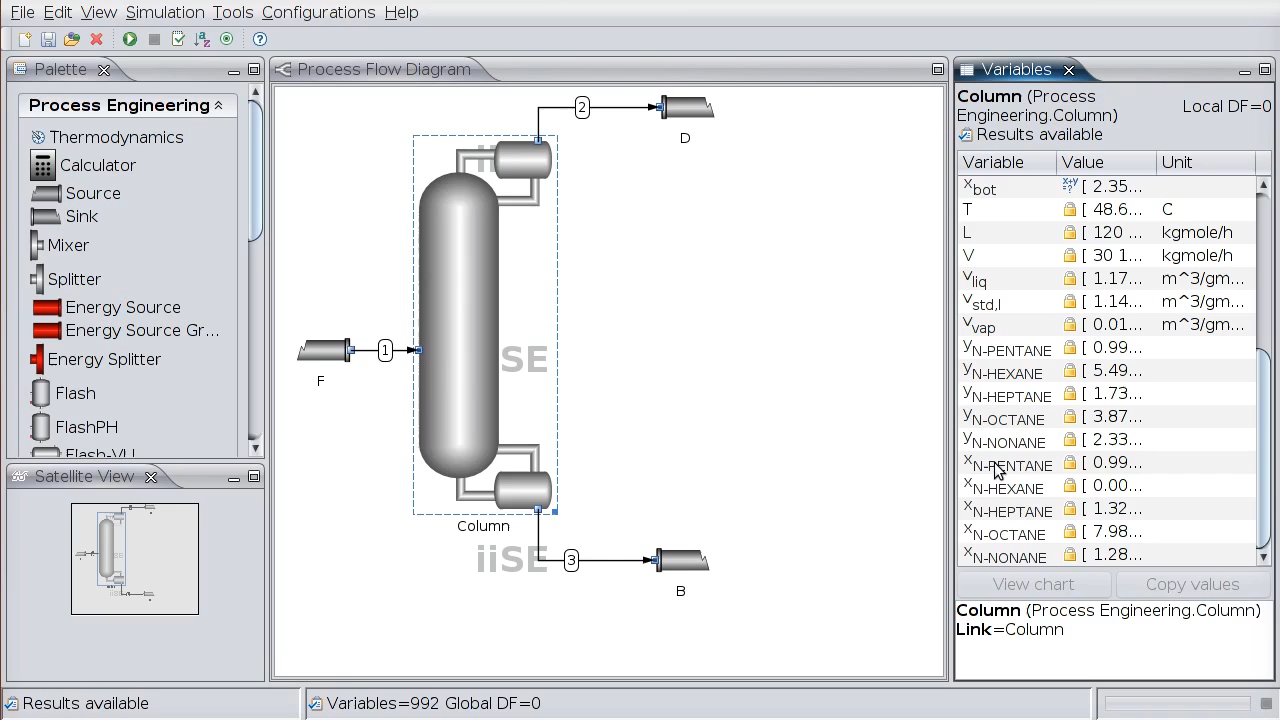 File Edit View Simulation Tools Configurations Help
Palette
Process Engineering
Thermodynamics
Calculator
Source
Sink
Mixer
Splitter
Energy Source
Energy Source Gr...
Energy Splitter
Flash
FlashPH
Satellite View
Process Flow Diagram
2
D
1
F
SE
Column
iiSE
3
B
Variables
Column (Process
Engineering.Column)
Local DF=0
Results available
Variable Value Unit
xbot [ 2.35...
T [ 48.6... C
L [ 120 ... kgmole/h
V [ 30 1... kgmole/h
vliq [ 1.17... m^3/gm...
vstd,l [ 1.14... m^3/gm...
vvap [ 0.01... m^3/gm...
yN-PENTANE [ 0.99...
yN-HEXANE [ 5.49...
yN-HEPTANE [ 1.73...
yN-OCTANE [ 3.87...
yN-NONANE [ 2.33...
xN-PENTANE [ 0.99...
xN-HEXANE [ 0.00...
xN-HEPTANE [ 1.32...
xN-OCTANE [ 7.98...
xN-NONANE [ 1.28...
View chart Copy values
Column (Process Engineering.Column)
Link=Column
Results available
Variables=992 Global DF=0